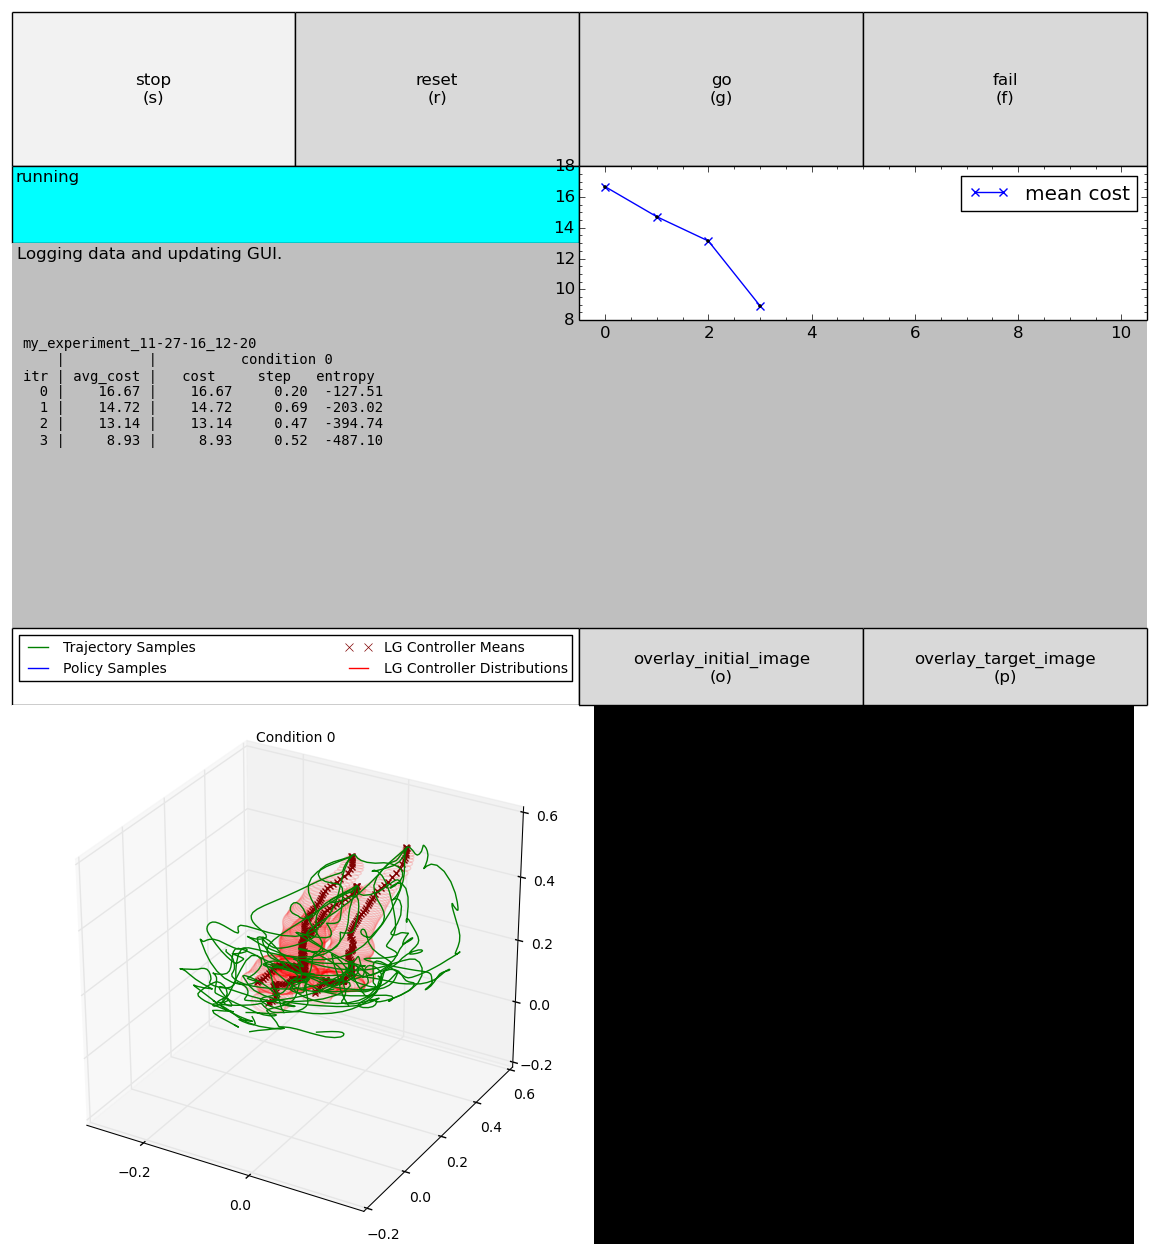 stop
(s)
reset
(r)
go
(g)
fail
(f)
running
18
16
14
12
10
8
mean cost
0
2
4
6
8
10
Logging data and updating GUI.
my_experiment_11-27-16_12-20
    |          |          condition 0
itr | avg_cost |   cost     step   entropy
  0 |    16.67 |    16.67     0.20  -127.51
  1 |    14.72 |    14.72     0.69  -203.02
  2 |    13.14 |    13.14     0.47  -394.74
  3 |     8.93 |     8.93     0.52  -487.10
Trajectory Samples
Policy Samples
LG Controller Means
LG Controller Distributions
overlay_initial_image
(o)
overlay_target_image
(p)
Condition 0
0.6
0.4
0.2
0.0
−0.2
0.6
0.4
0.2
0.0
−0.2
−0.2
0.0